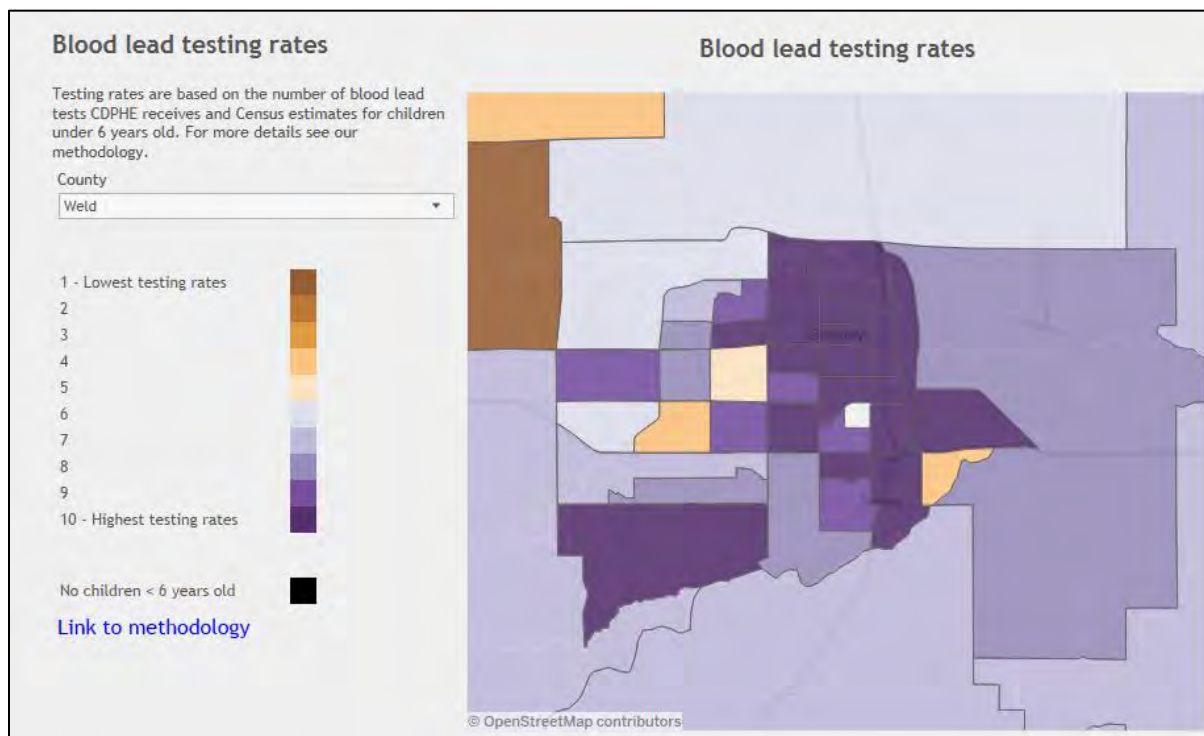 Blood lead testing rates
Testing rates are based on the number of blood lead
tests CDPHE receives and Census estimates for children
under 6 years old. For more details see our
methodology.
County
Weld
1 - Lowest testing rates
2
3
4
5
6
7
8
9
10 - Highest testing rates
No children < 6 years old
Link to methodology
Blood lead testing rates
© OpenStreetMap contributors